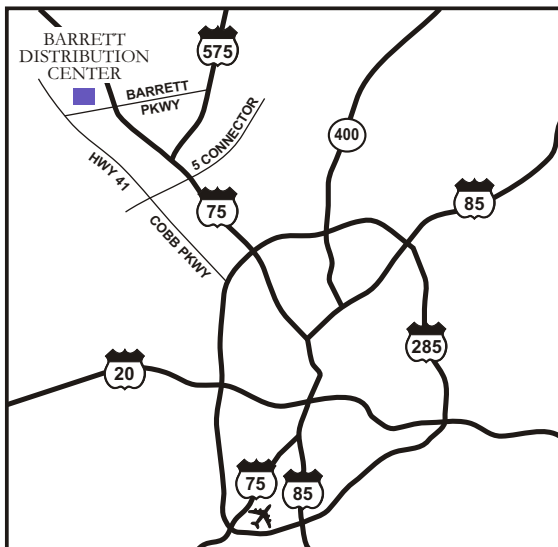 BARRETT
DISTRIBUTION
CENTER
575
BARRETT
PKWY
5 CONNECTOR
400
HWY 41
75
85
COBB PKWY
285
20
75
85